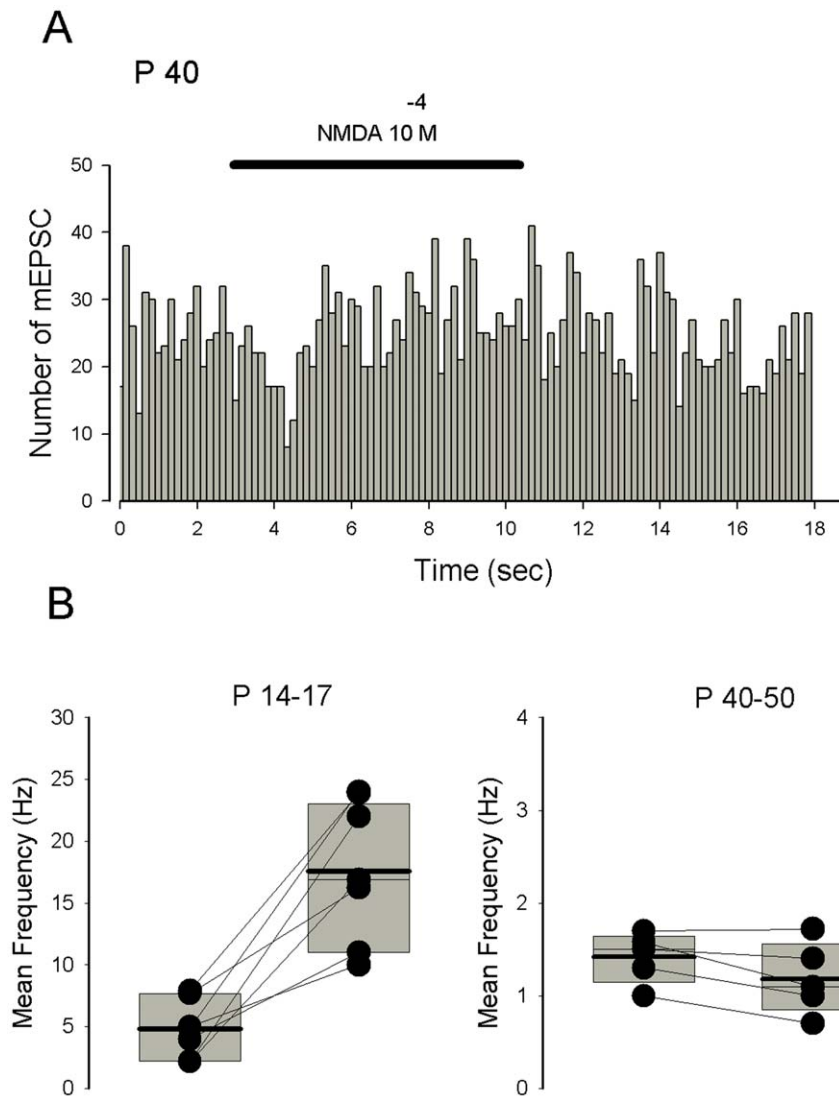 A
P 40
-4
NMDA 10 M
50
40
30
20
10
0
Number of mEPSC
0 2 4 6 8 10 12 14 16 18
Time (sec)
B
P 14-17
30
25
20
15
10
5
0
Mean Frequency (Hz)
P 40-50
4
3
2
1
0
Mean Frequency (Hz)